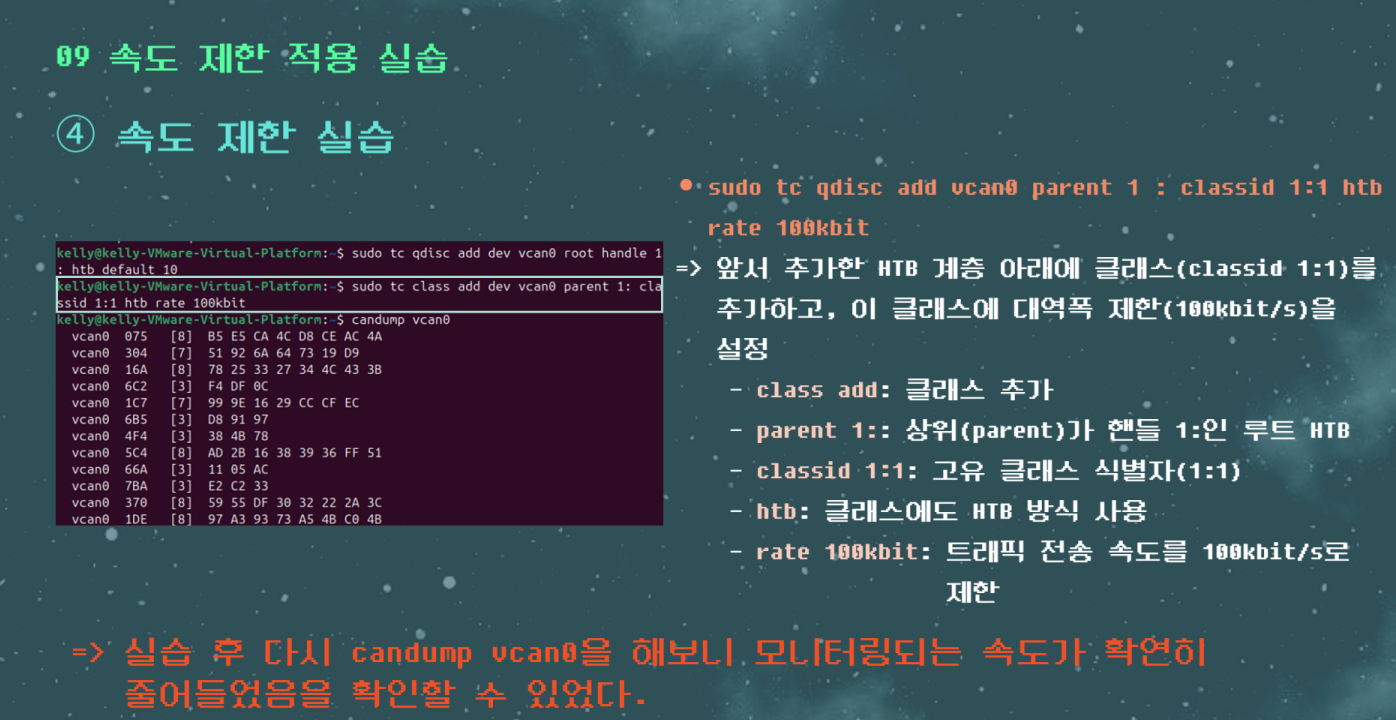 09 속도 제한 적용 실습
④ 속도 제한 실습
kelly@kelly-VMware-Virtual-Platform:~$ sudo tc qdisc add dev vcan0 root handle 1
: htb default 10
kelly@kelly-VMware-Virtual-Platform:~$ sudo tc class add dev vcan0 parent 1: cla
ssid 1:1 htb rate 100kbit
kelly@kelly-VMware-Virtual-Platform:~$ candump vcan0
vcan0 075 [8] B5 E5 CA 4C D8 CE AC 4A
vcan0 304 [7] 51 92 6A 64 73 19 D9
vcan0 16A [8] 78 25 33 27 34 4C 43 3B
vcan0 6C2 [3] F4 DF 0C
vcan0 1C7 [7] 99 9E 16 29 CC CF EC
vcan0 6B5 [3] D8 91 97
vcan0 4F4 [3] 38 4B 78
vcan0 5C4 [8] AD 2B 16 38 39 36 FF 51
vcan0 66A [3] 11 05 AC
vcan0 7BA [3] E2 C2 33
vcan0 370 [8] 59 55 DF 30 32 22 2A 3C
vcan0 1DE [8] 97 A3 93 73 A5 4B C0 4B
● sudo tc qdisc add vcan0 parent 1 : classid 1:1 htb
rate 100kbit
=> 앞서 추가한 HTB 계층 아래에 클래스(classid 1:1)를
추가하고, 이 클래스에 대역폭 제한(100kbit/s)을
설정
- class add: 클래스 추가
- parent 1:: 상위(parent)가 핸들 1:인 루트 HTB
- classid 1:1: 고유 클래스 식별자(1:1)
- htb: 클래스에도 HTB 방식 사용
- rate 100kbit: 트래픽 전송 속도를 100kbit/s로
제한
=> 실습 후 다시 candump vcan0을 해보니 모니터링되는 속도가 확연히
줄어들었음을 확인할 수 있었다.